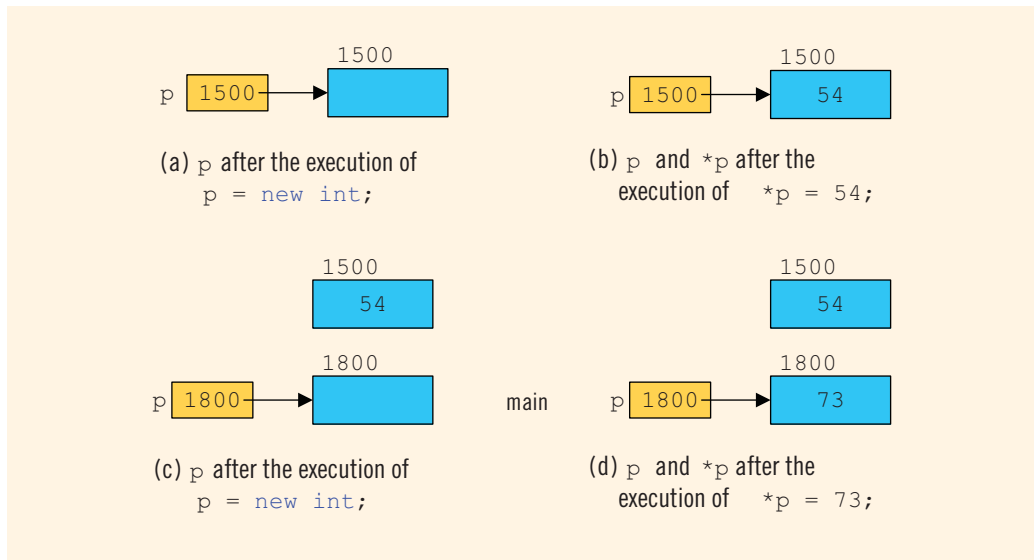 1500
p 1500
(a) p after the execution of
p = new int;
1500
p 1500 54
(b) p and *p after the
execution of *p = 54;
1500
54
1800
p 1800
(c) p after the execution of
p = new int;
main
1500
54
1800
p 1800 73
(d) p and *p after the
execution of *p = 73;